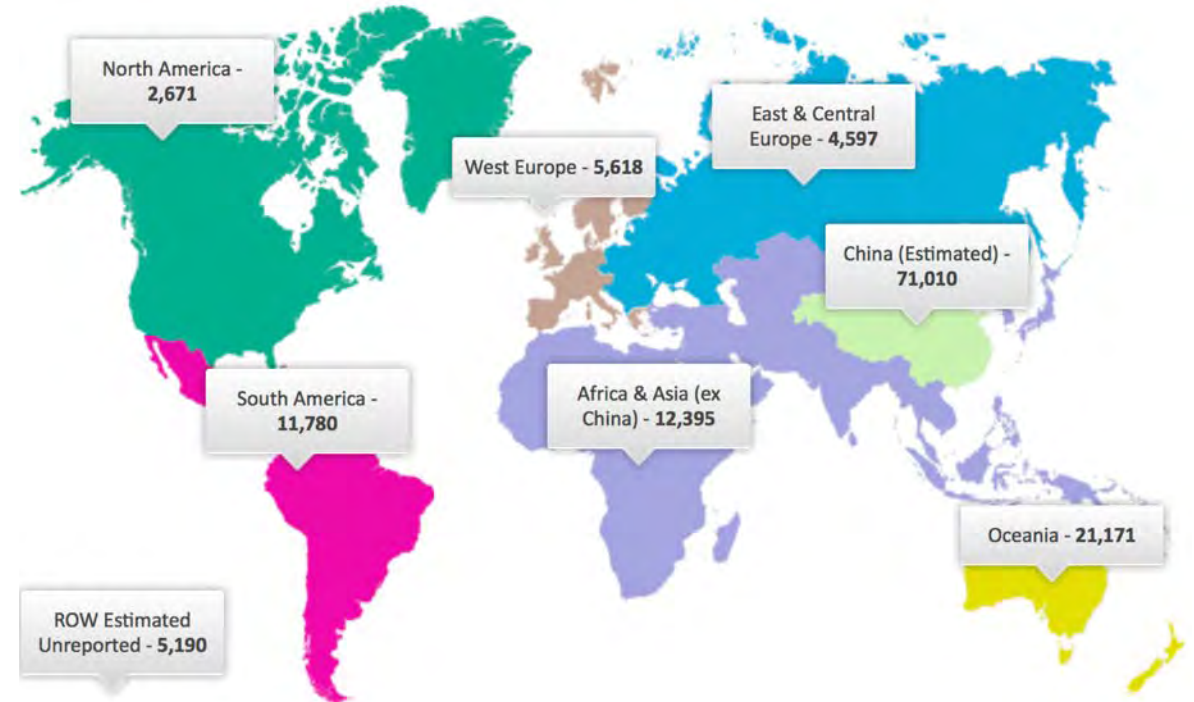 North America -
2,671
East & Central
Europe - 4,597
West Europe - 5,618
China (Estimated) -
71,010
South America -
11,780
Africa & Asia (ex
China) - 12,395
Oceania - 21,171
ROW Estimated
Unreported - 5,190